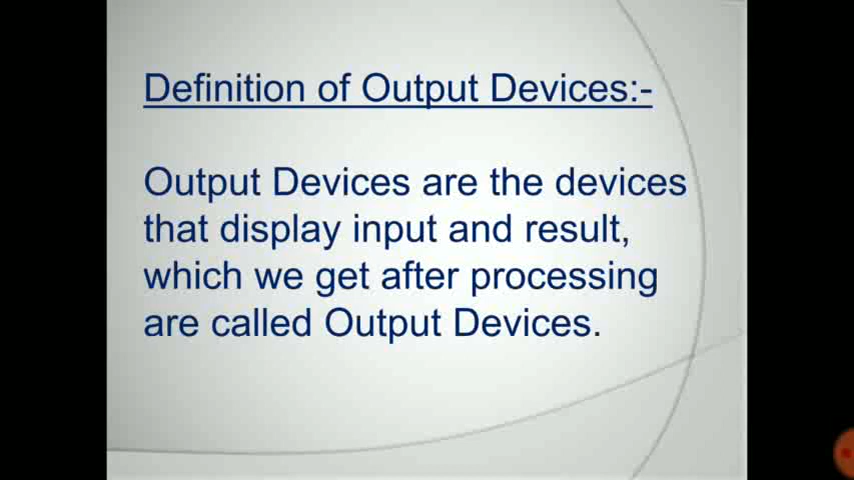 Definition of Output Devices:-
Output Devices are the devices
that display input and result,
which we get after processing
are called Output Devices.